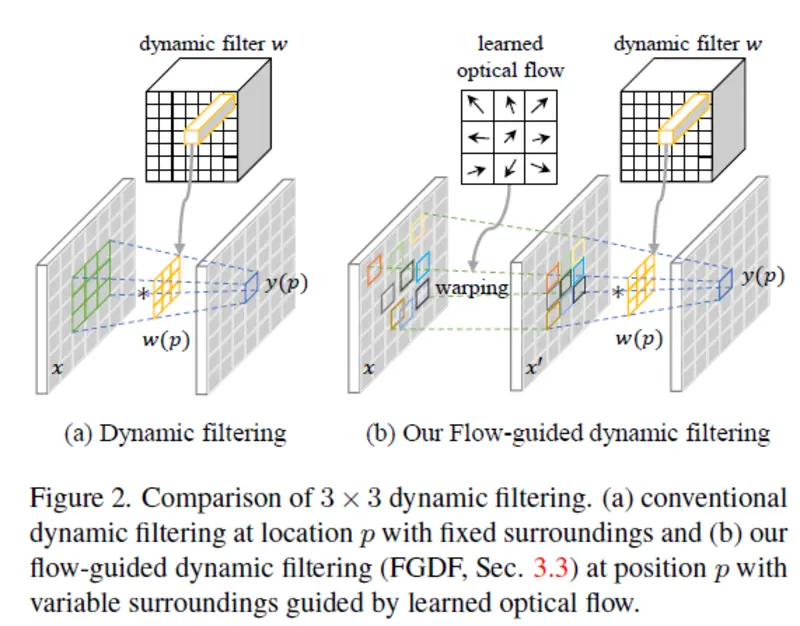 dynamic filter w
learned
optical flow
dynamic filter w
x
*
w(p)
y(p)
x
warping
x′
*
w(p)
y(p)
(a) Dynamic filtering
(b) Our Flow-guided dynamic filtering
Figure 2. Comparison of 3 × 3 dynamic filtering. (a) conventional
dynamic filtering at location p with fixed surroundings and (b) our
flow-guided dynamic filtering (FGDF, Sec. 3.3) at position p with
variable surroundings guided by learned optical flow.